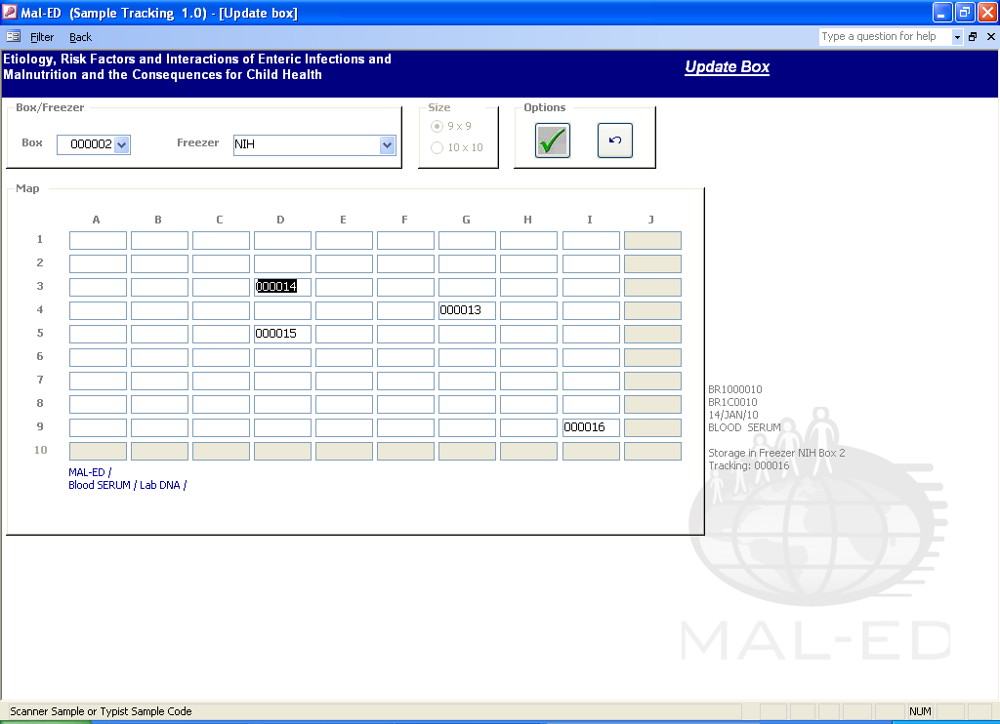 Mal-ED (Sample Tracking 1.0) - [Update box]
Filter Back Type a question for help
Etiology, Risk Factors and Interactions of Enteric Infections and
Malnutrition and the Consequences for Child Health
Update Box
Box/Freezer Size Options
Box 000002 Freezer NIH
9 x 9
10 x 10
Map
A B C D E F G H I J
1
2
3 000014
4 000013
5 000015
6
7
8
9 000016
10
MAL-ED /
Blood SERUM / Lab DNA /
BR1000010
BR1C0010
14/JAN/10
BLOOD SERUM
Storage in Freezer NIH Box 2
Tracking: 000016
MAL-ED
Scanner Sample or Typist Sample Code NUM